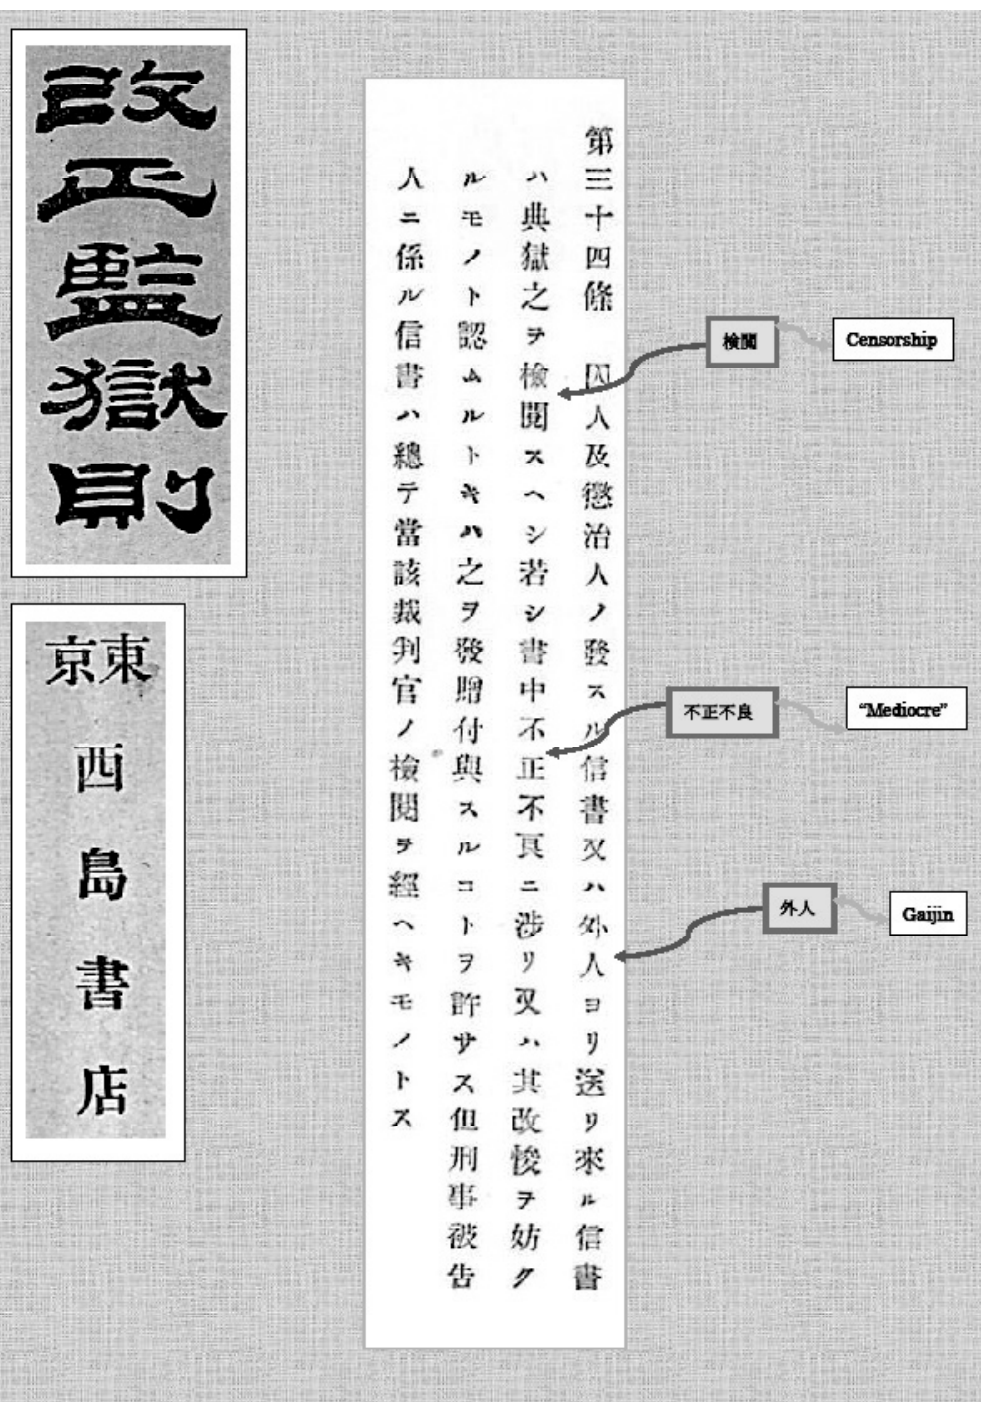 改正監獄則
東京
西島書店
第三十四條 囚人及懲治人ノ發スル信書又ハ外人ヨリ送リ來ル信書
ハ典獄之ヲ檢閲スヘシ若シ書中不正不良ニ渉リ又ハ其改悛ヲ妨ク
ルモノト認ムルトキハ之ヲ發贈付與スルコトヲ許サス但刑事被告
人ニ係ル信書ハ總テ當該裁判官ノ檢閲ヲ經ヘキモノトス
検閲
Censorship
不正不良
“Mediocre”
外人
Gaijin